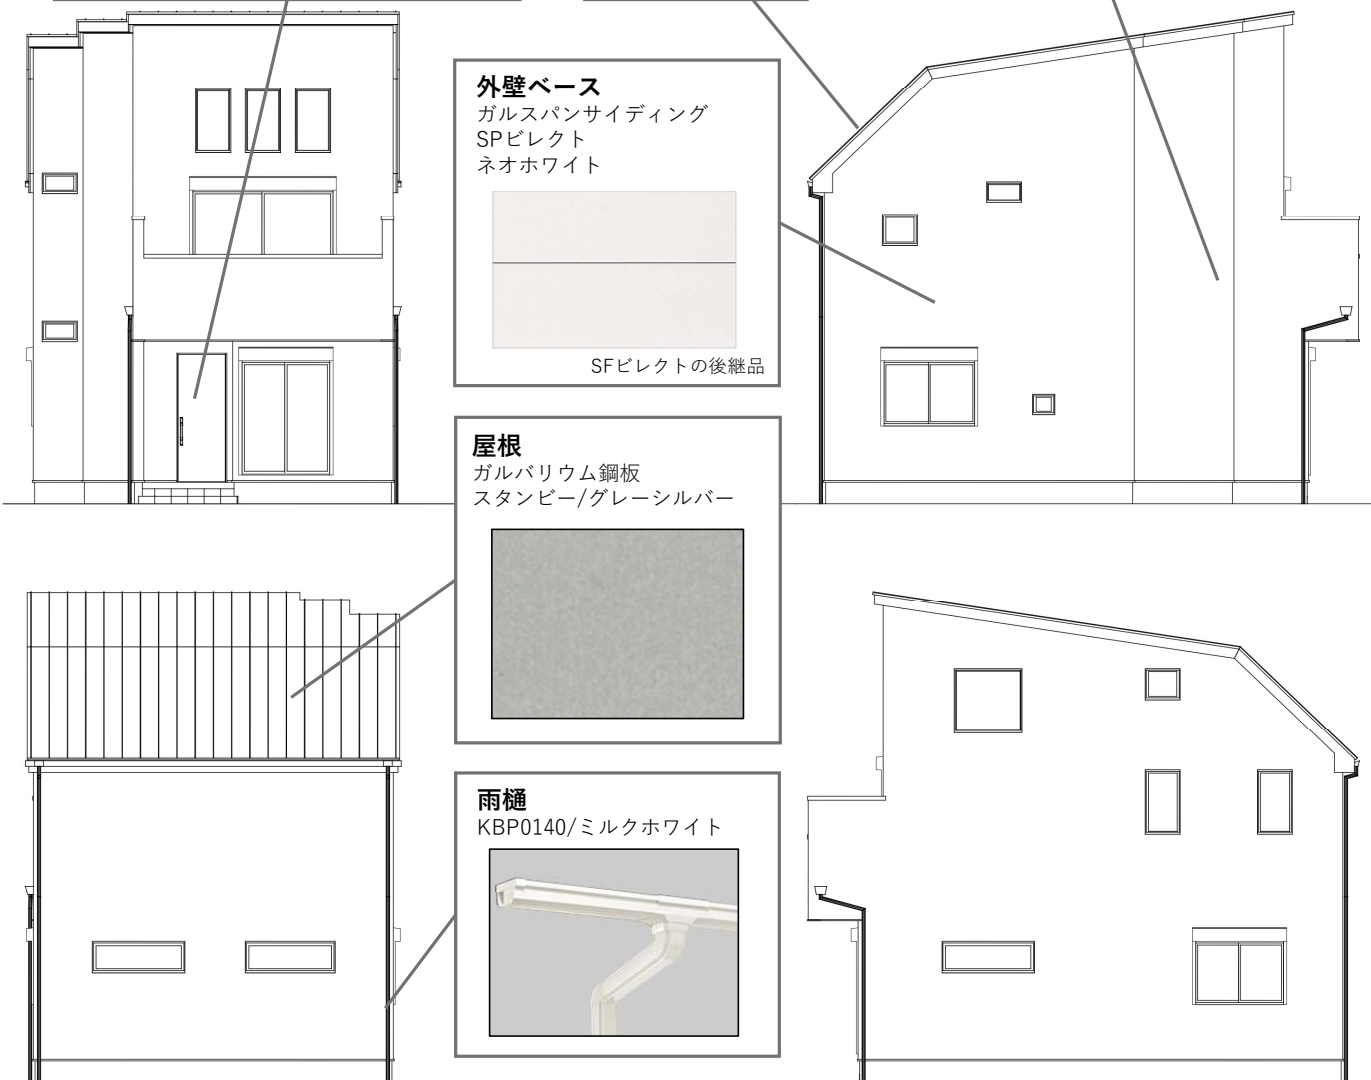 外壁ベース
ガルスパンサイディング
SPビレクト
ネオホワイト
SFビレクトの後継品
屋根
ガルバリウム鋼板
スタンビー/グレーシルバー
雨樋
KBP0140/ミルクホワイト